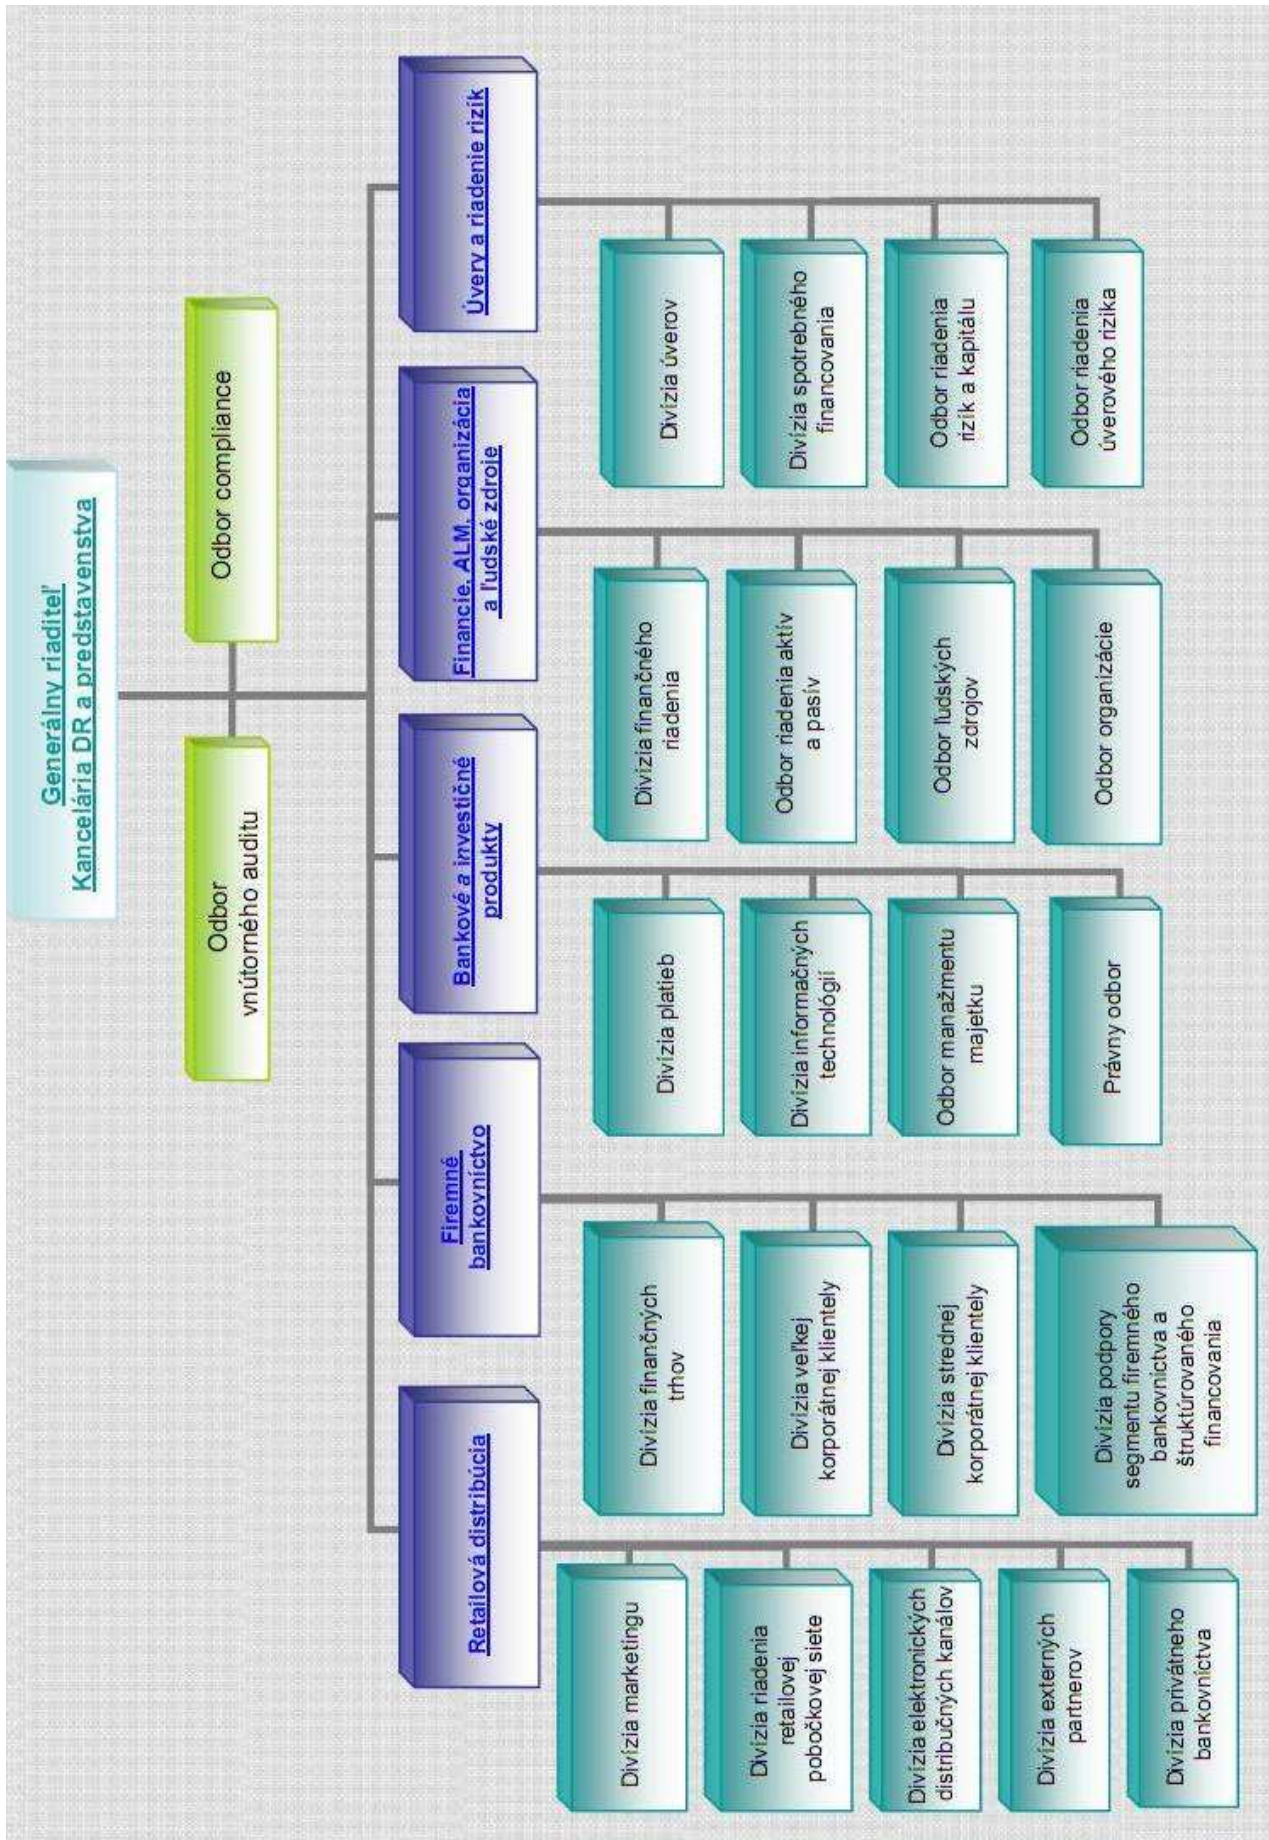 Generálny riaditeľ
Kancelária DR a predstavenstva
Odbor
vnútorného auditu
Odbor compliance
Retailová distribúcia
Firemné
bankovníctvo
Bankové a investičné
produkty
Financie, ALM, organizácia
a ľudské zdroje
Úvery a riadenie rizík
Divízia marketingu
Divízia riadenia
retailovej
pobočkovej siete
Divízia elektronických
distribučných kanálov
Divízia externých
partnerov
Divízia privátneho
bankovníctva
Divízia finančných
trhov
Divízia veľkej
korporátnej klientely
Divízia strednej
korporátnej klientely
Divízia podpory
segmentu firemného
bankovníctva a
štruktúrovaného
financovania
Divízia platieb
Divízia informačných
technológií
Odbor manažmentu
majetku
Právny odbor
Divízia finančného
riadenia
Odbor riadenia aktív
a pasív
Odbor ľudských
zdrojov
Odbor organizácie
Divízia úverov
Divízia spotrebného
financovania
Odbor riadenia
rizík a kapitálu
Odbor riadenia
úverového rizika